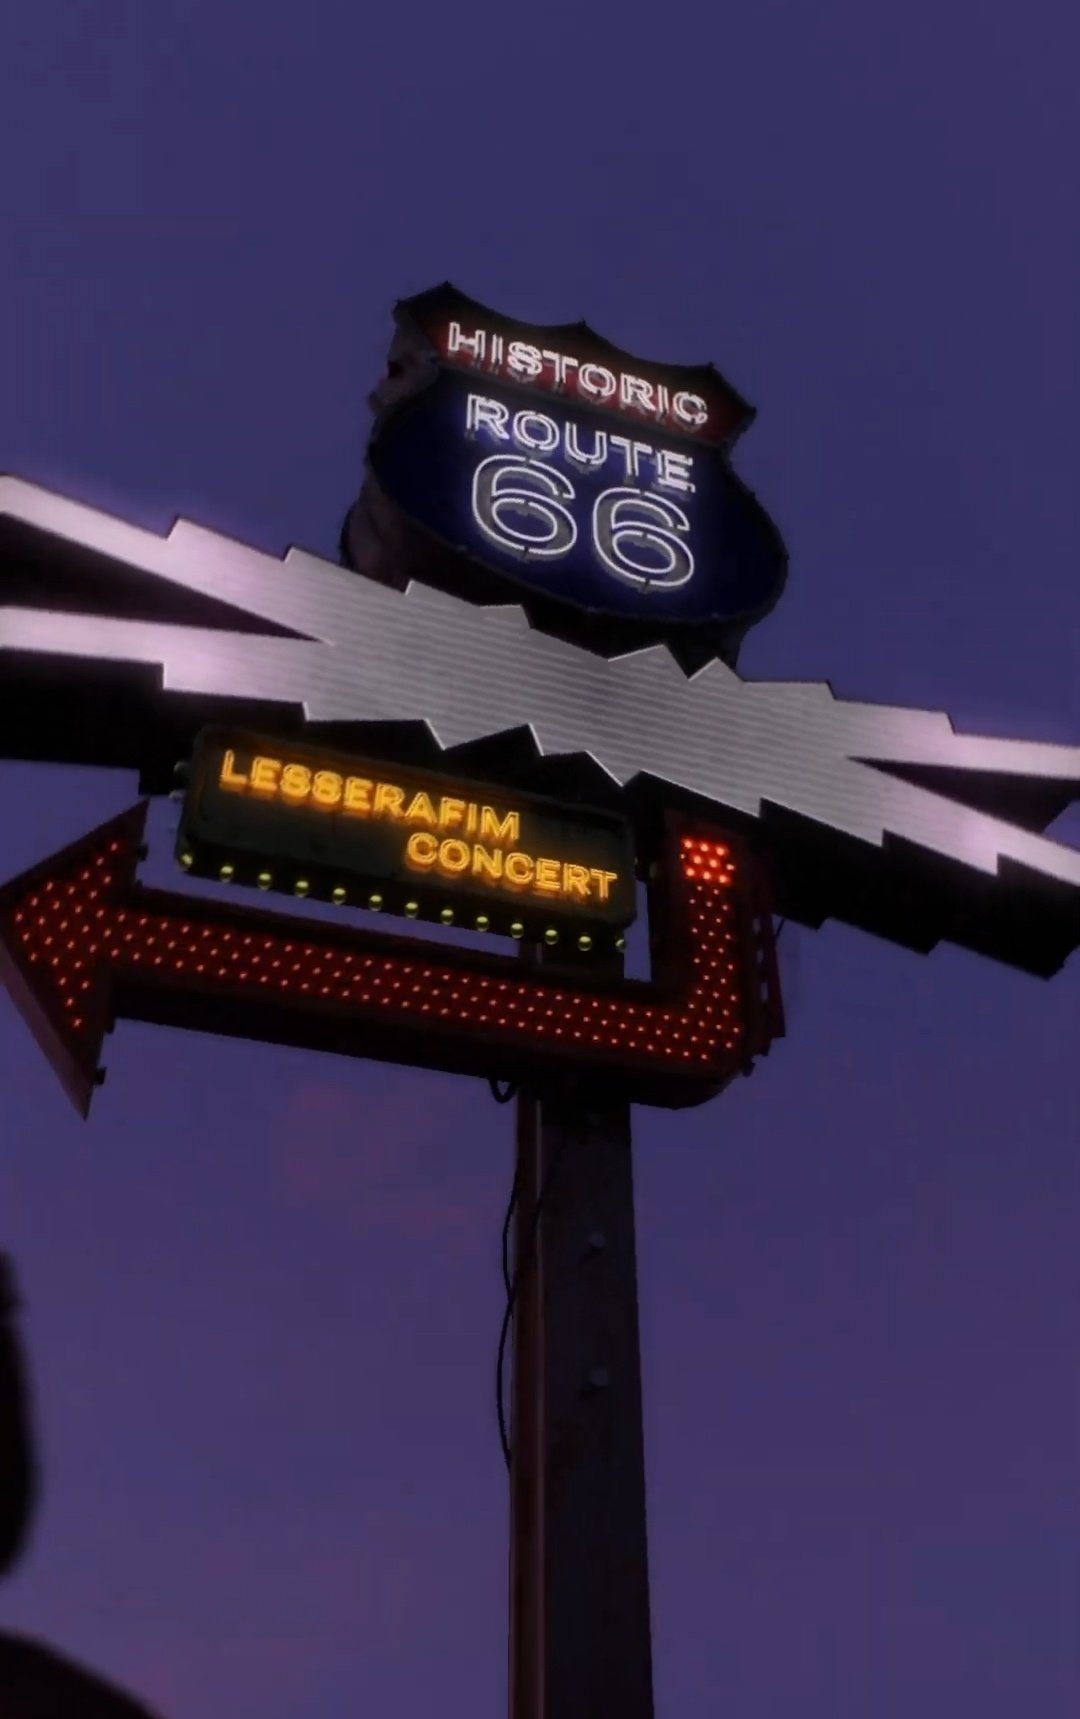 HISTORIC
ROUTE
66
LESSERAFIM
CONCERT